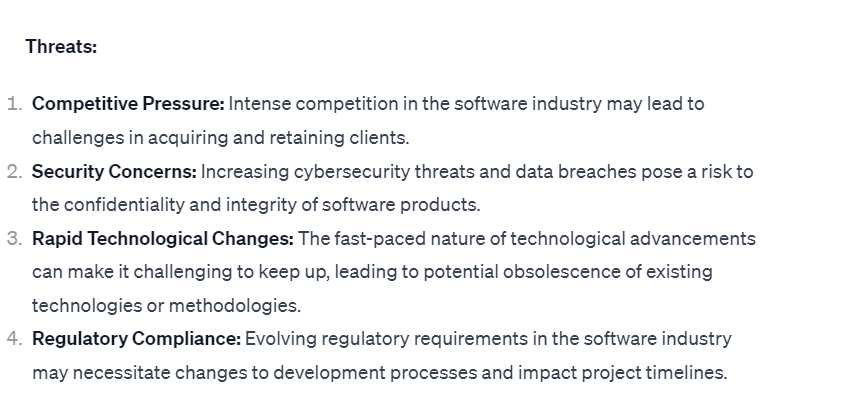 Threats:
1. Competitive Pressure: Intense competition in the software industry may lead to
challenges in acquiring and retaining clients.
2. Security Concerns: Increasing cybersecurity threats and data breaches pose a risk to
the confidentiality and integrity of software products.
3. Rapid Technological Changes: The fast-paced nature of technological advancements
can make it challenging to keep up, leading to potential obsolescence of existing
technologies or methodologies.
4. Regulatory Compliance: Evolving regulatory requirements in the software industry
may necessitate changes to development processes and impact project timelines.